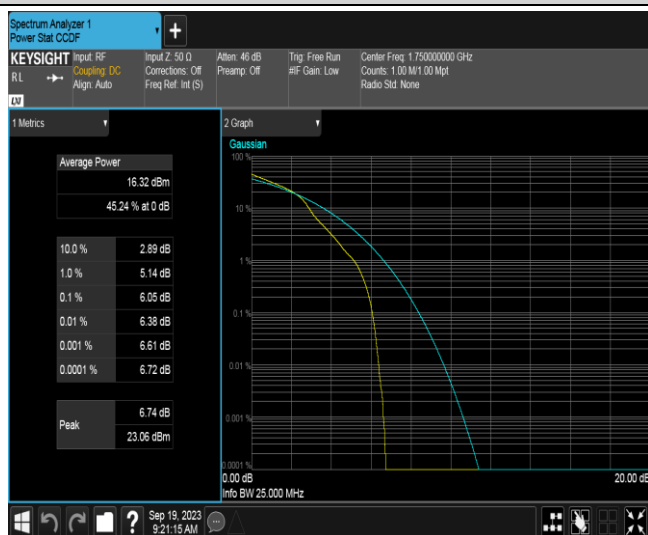 Spectrum Analyzer 1
Power Stat CCDF
KEYSIGHT
RL
Input: RF
Coupling: DC
Align: Auto
Input Z: 50 Ω
Corrections: Off
Freq Ref: Int (S)
Atten: 46 dB
Preamp: Off
Trig: Free Run
#IF Gain: Low
Center Freq: 1.750000000 GHz
Counts: 1.00 M/1.00 Mpt
Radio Std: None
LXI
1 Metrics
Average Power
16.32 dBm
45.24 % at 0 dB
10.0 % 2.89 dB
1.0 % 5.14 dB
0.1 % 6.05 dB
0.01 % 6.38 dB
0.001 % 6.61 dB
0.0001 % 6.72 dB
Peak
6.74 dB
23.06 dBm
2 Graph
Gaussian
100 %
10 %
1 %
0.1 %
0.01 %
0.001 %
0.0001 %
0.00 dB 20.00 dB
Info BW 25.000 MHz
Sep 19, 2023
9:21:15 AM